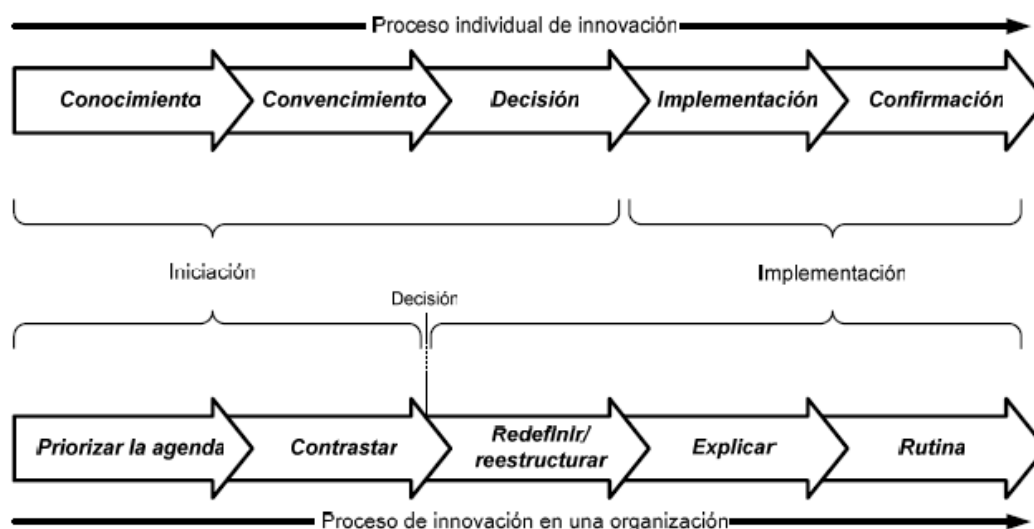 Proceso individual de innovación
Conocimiento
Convencimiento
Decisión
Implementación
Confirmación
Iniciación
Implementación
Decisión
Priorizar la agenda
Contrastar
Redefinir/
reestructurar
Explicar
Rutina
Proceso de innovación en una organización